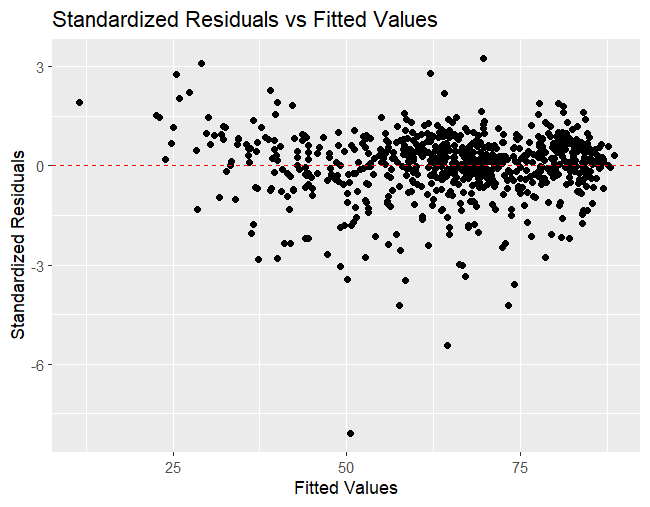 Standardized Residuals vs Fitted Values
3
0
-3
-6
Standardized Residuals
25 50 75
Fitted Values